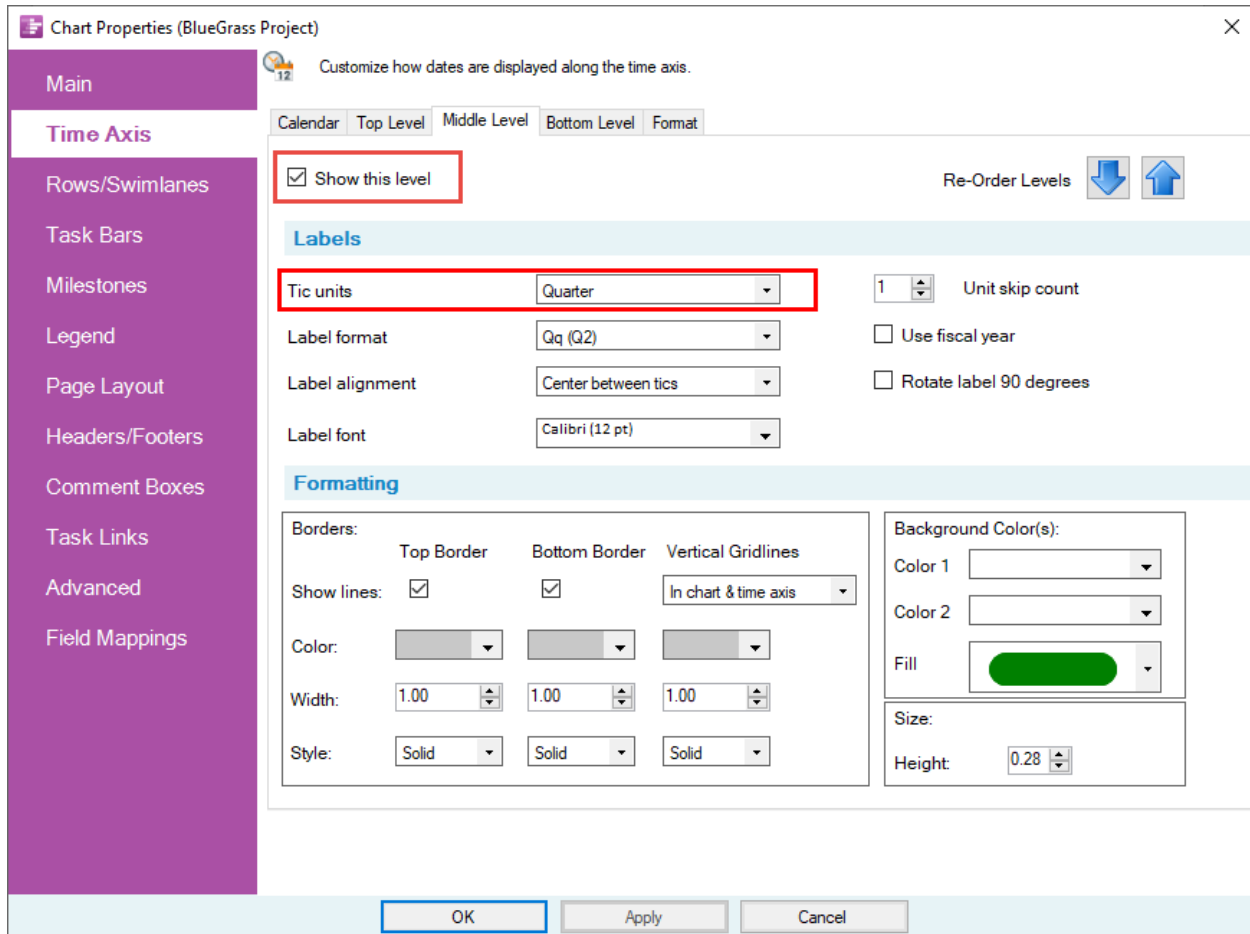 Chart Properties (BlueGrass Project)
Main
Time Axis
Rows/Swimlanes
Task Bars
Milestones
Legend
Page Layout
Headers/Footers
Comment Boxes
Task Links
Advanced
Field Mappings
12
Customize how dates are displayed along the time axis.
Calendar Top Level Middle Level Bottom Level Format
Show this level
Re-Order Levels
Labels
Tic units Quarter 1 Unit skip count
Label format Qq (Q2) Use fiscal year
Label alignment Center between tics Rotate label 90 degrees
Label font Calibri (12 pt)
Formatting
Borders:
Top Border Bottom Border Vertical Gridlines
Show lines: In chart & time axis
Color:
Width: 1.00 1.00 1.00
Style: Solid Solid Solid
Background Color(s):
Color 1
Color 2
Fill
Size:
Height: 0.28
OK Apply Cancel